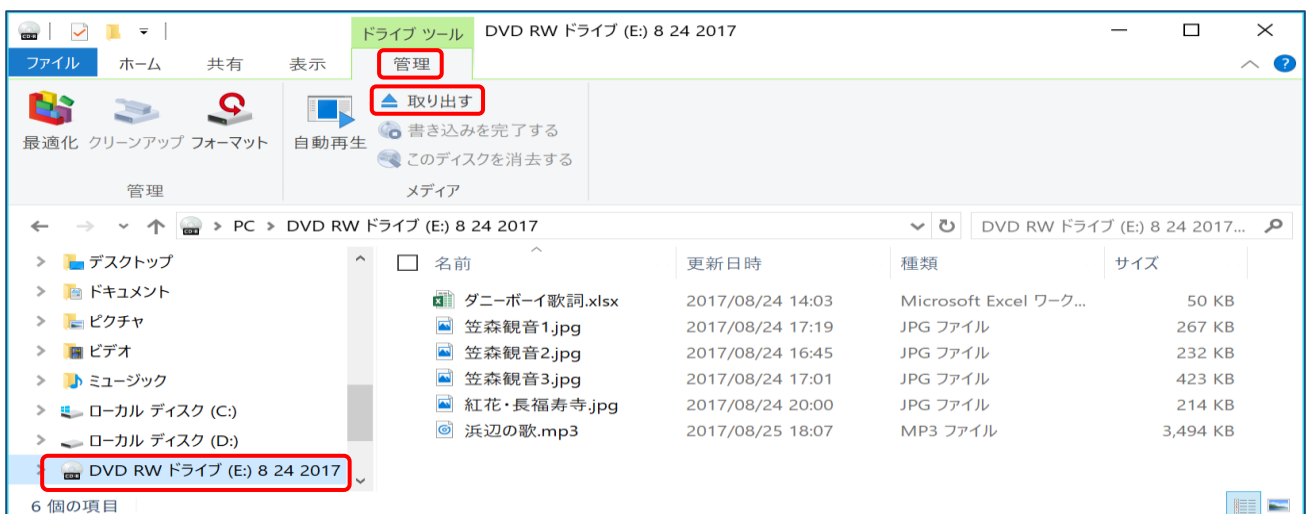 ドライブ ツール DVD RW ドライブ (E:) 8 24 2017
ファイル ホーム 共有 表示 管理
最適化 クリーンアップ フォーマット 自動再生
取り出す
書き込みを完了する
このディスクを消去する
管理 メディア
PC > DVD RW ドライブ (E:) 8 24 2017 DVD RW ドライブ (E:) 8 24 2017...
デスクトップ
ドキュメント
ピクチャ
ビデオ
ミュージック
ローカル ディスク (C:)
ローカル ディスク (D:)
DVD RW ドライブ (E:) 8 24 2017
名前 更新日時 種類 サイズ
ダニーボーイ歌詞.xlsx 2017/08/24 14:03 Microsoft Excel ワーク... 50 KB
笠森観音1.jpg 2017/08/24 17:19 JPG ファイル 267 KB
笠森観音2.jpg 2017/08/24 16:45 JPG ファイル 232 KB
笠森観音3.jpg 2017/08/24 17:01 JPG ファイル 423 KB
紅花・長福寿寺.jpg 2017/08/24 20:00 JPG ファイル 214 KB
浜辺の歌.mp3 2017/08/25 18:07 MP3 ファイル 3,494 KB
6 個の項目